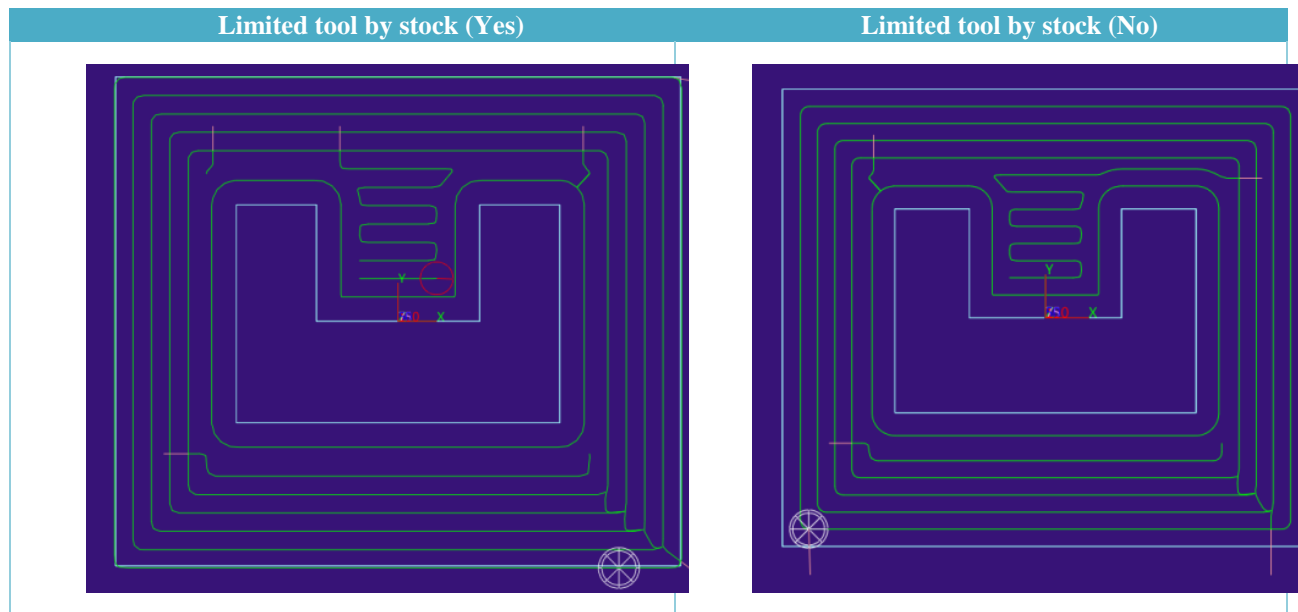 Limited tool by stock (Yes)
Limited tool by stock (No)
Y
X
Y
X